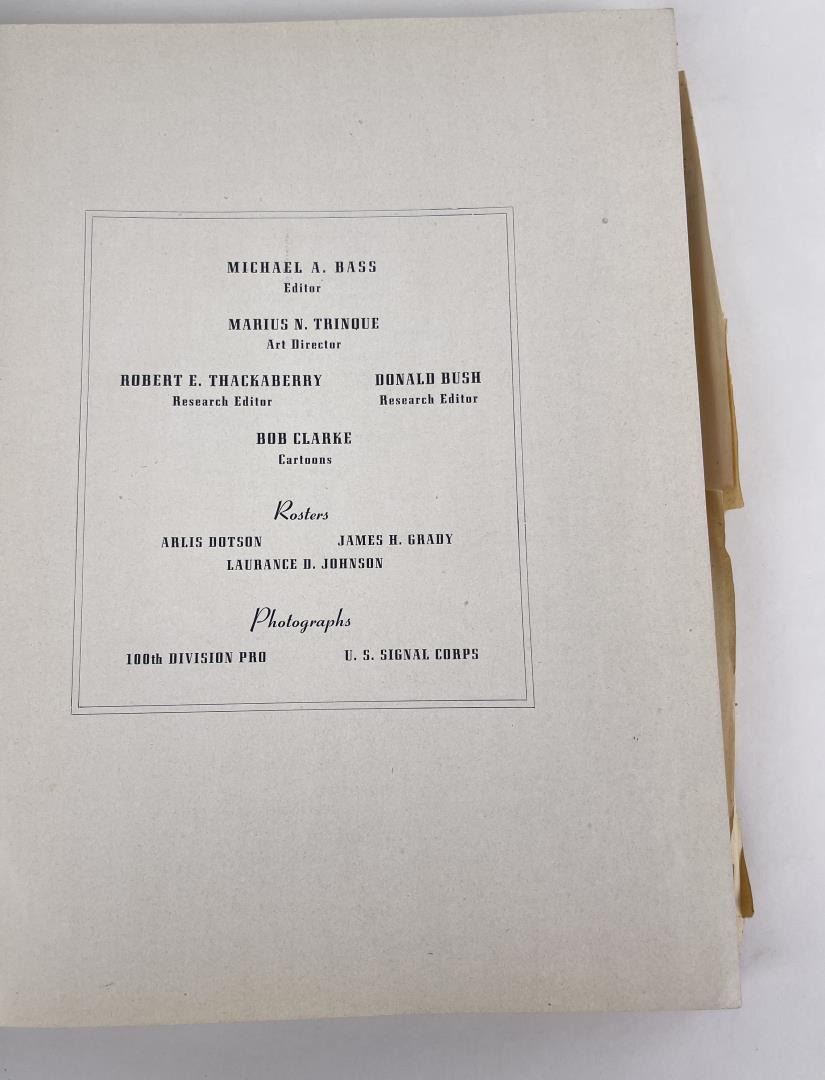 MICHAEL A. BASS
Editor
MARIUS N. TRINQUE
Art Director
ROBERT E. THACKABERRY DONALD BUSH
Research Editor Research Editor
BOB CLARKE
Cartoons
Rosters
ARLIS DOTSON JAMES H. GRADY
LAURANCE D. JOHNSON
Photographs
100th DIVISION PRO U. S. SIGNAL CORPS